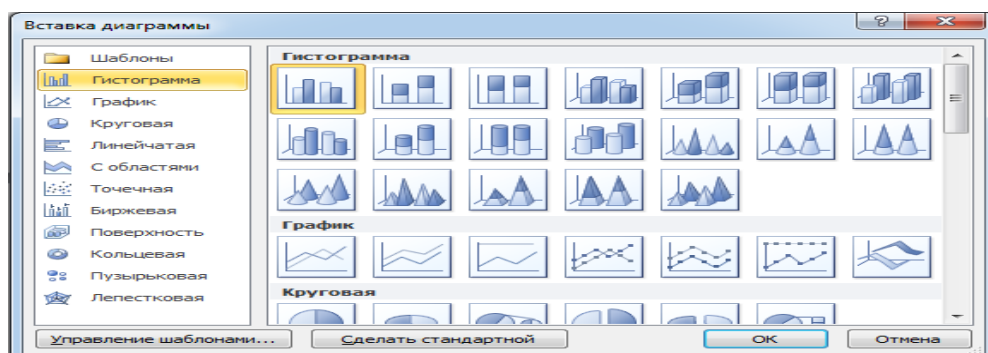 Вставка диаграммы
Шаблоны
Гистограмма
График
Круговая
Линейчатая
С областями
Точечная
Биржевая
Поверхность
Кольцевая
Пузырьковая
Лепестковая
Гистограмма
График
Круговая
Управление шаблонами...
Сделать стандартной
ОК
Отмена